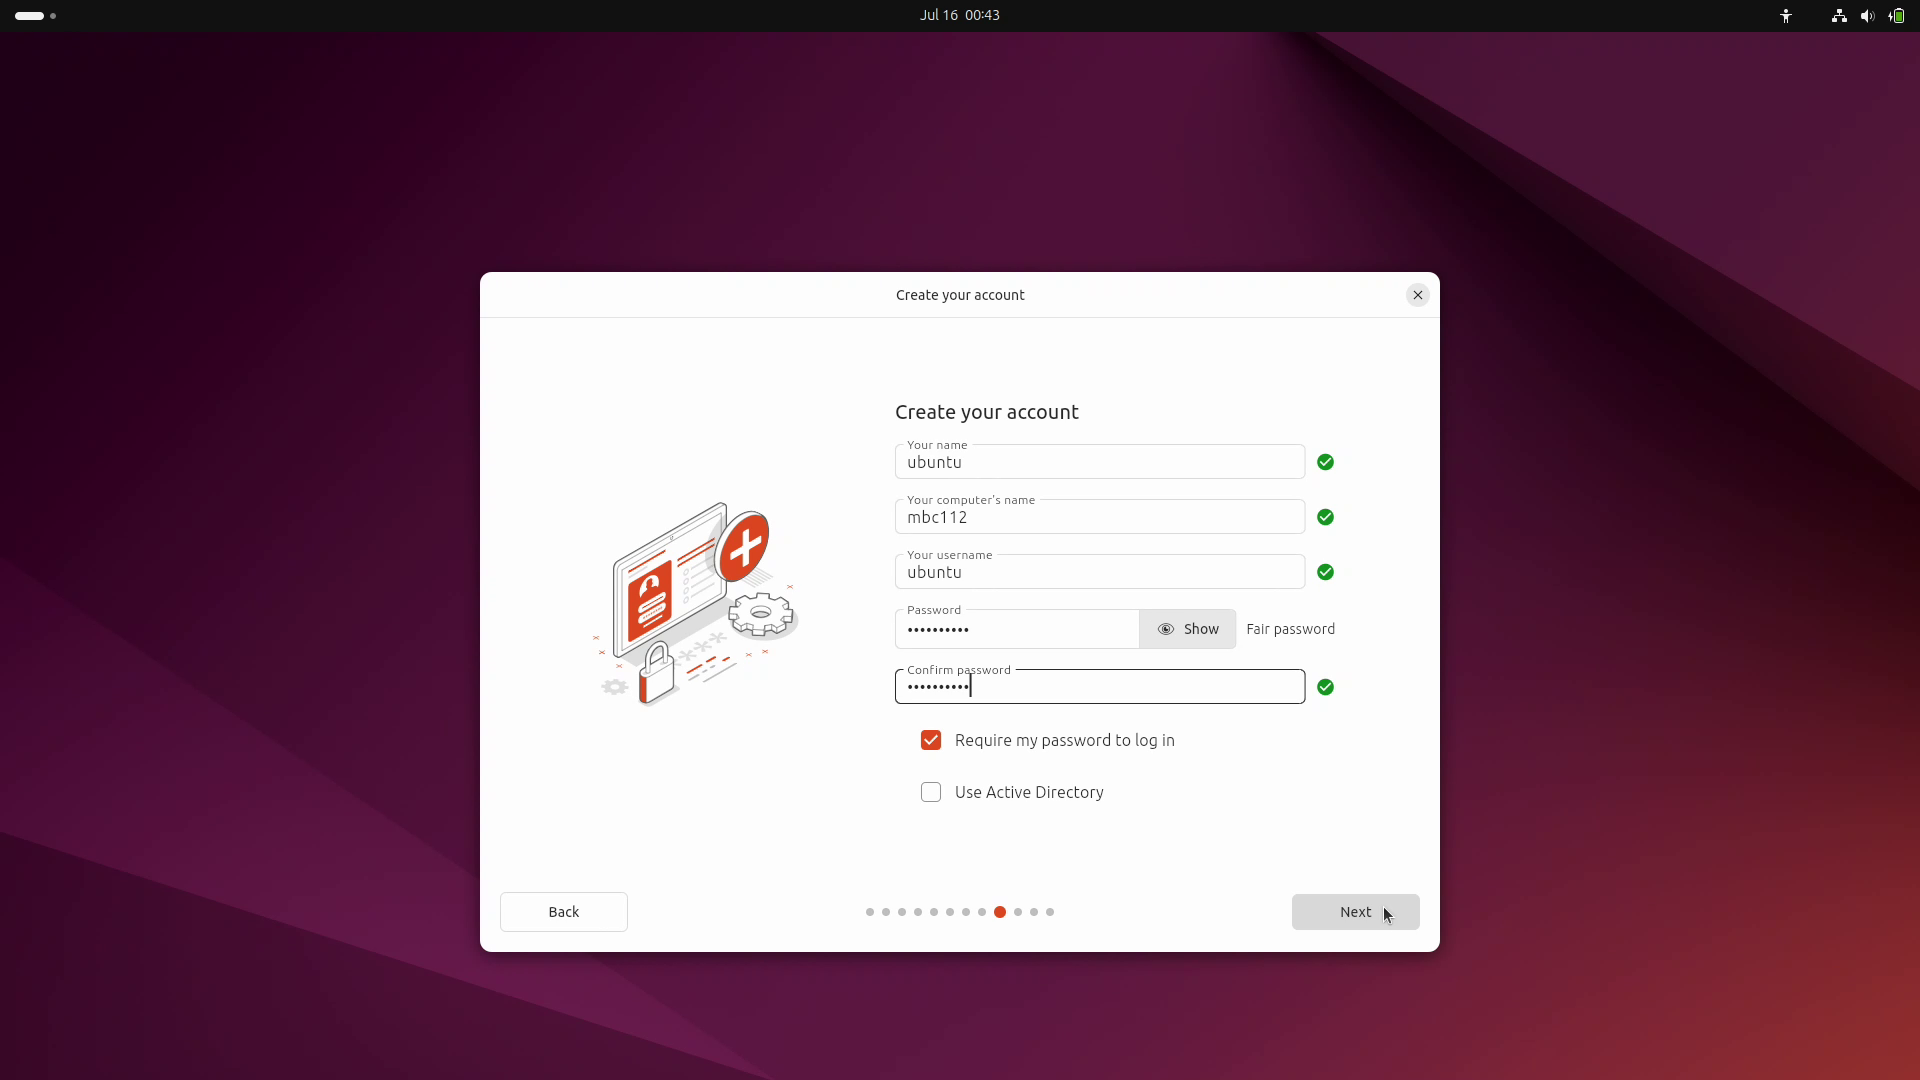 Jul 16 00:43
Create your account
Create your account
Your name
ubuntu
Your computer's name
mbc112
Your username
ubuntu
Password
••••••••••
Show
Fair password
Confirm password
••••••••••
Require my password to log in
Use Active Directory
Back
Next